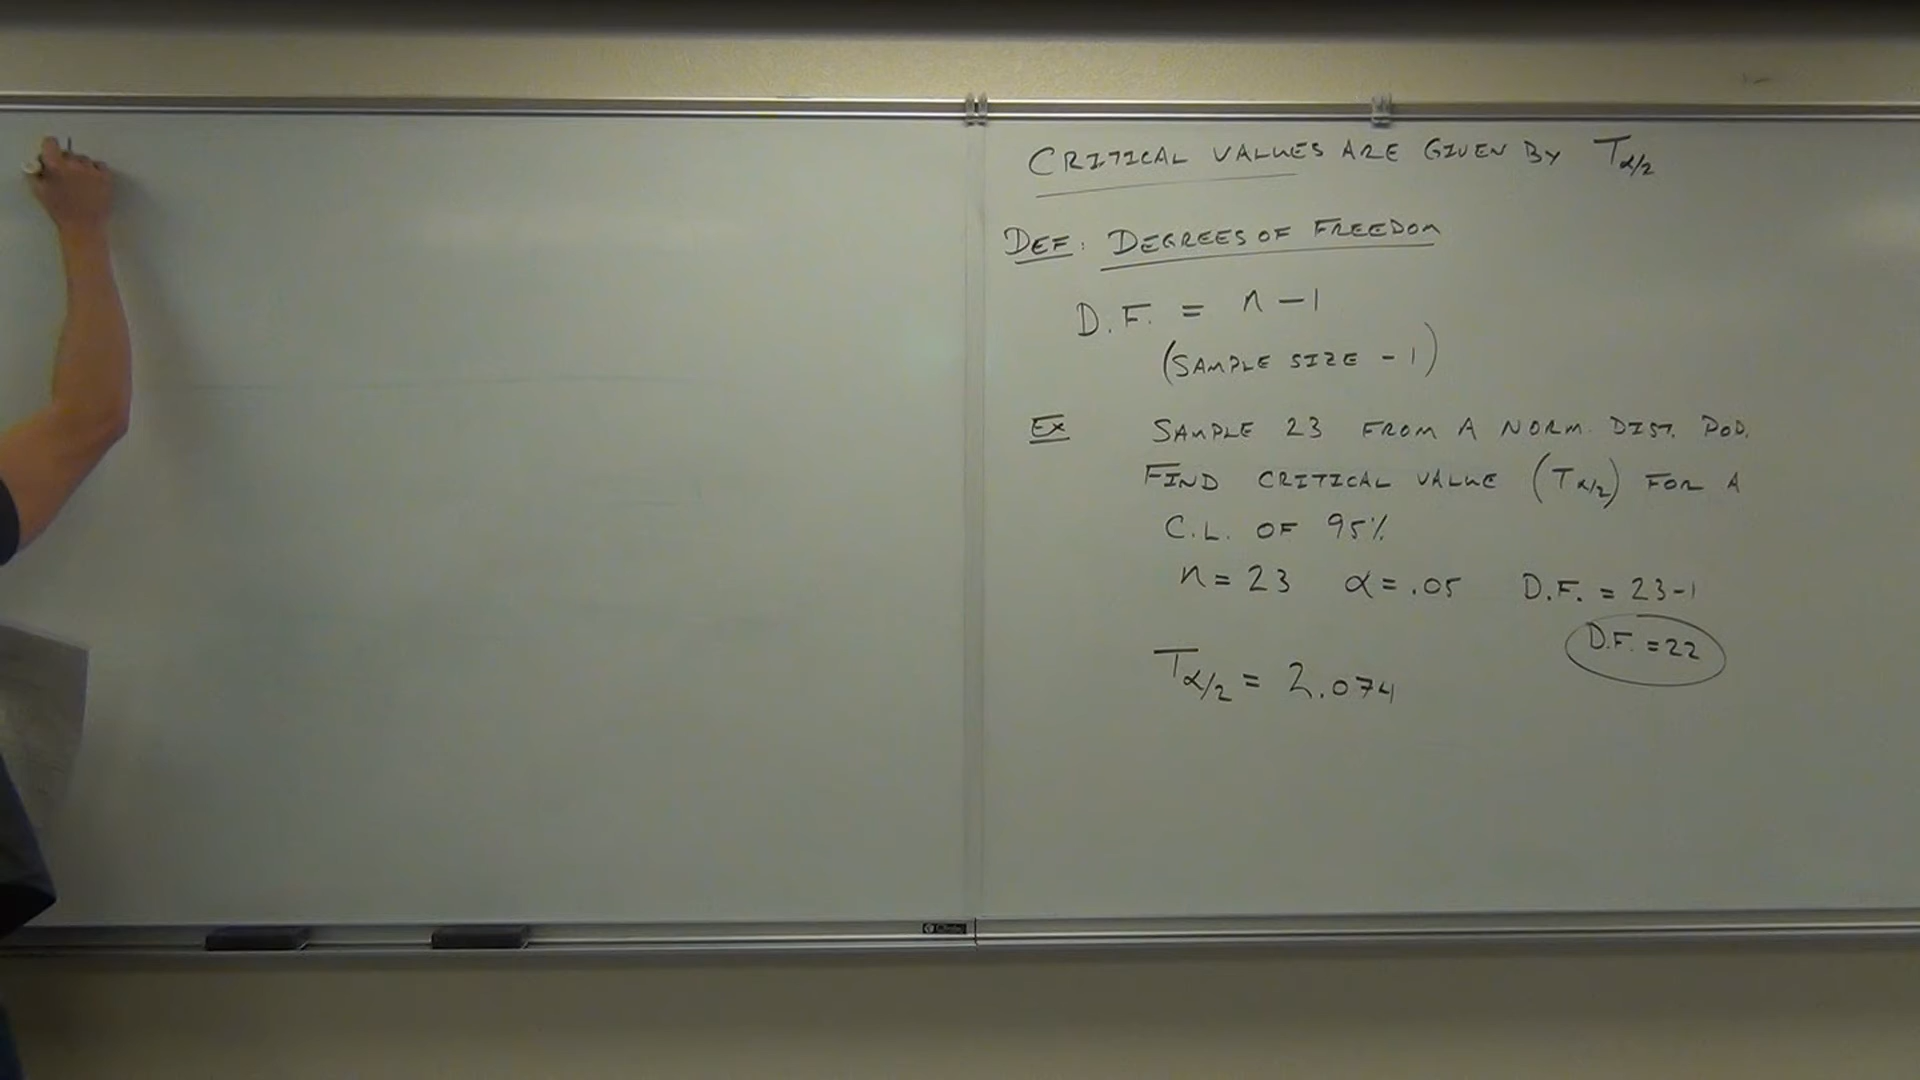 CRITICAL VALUES ARE GIVEN BY Tα/2
DEF: DEGREES OF FREEDOM
D.F. = n - 1
(SAMPLE SIZE - 1)
EX SAMPLE 23 FROM A NORM. DIST. POP.
FIND CRITICAL VALUE (Tα/2) FOR A
C.L. OF 95%
n = 23 α = .05 D.F. = 23-1
D.F. = 22
Tα/2 = 2.074